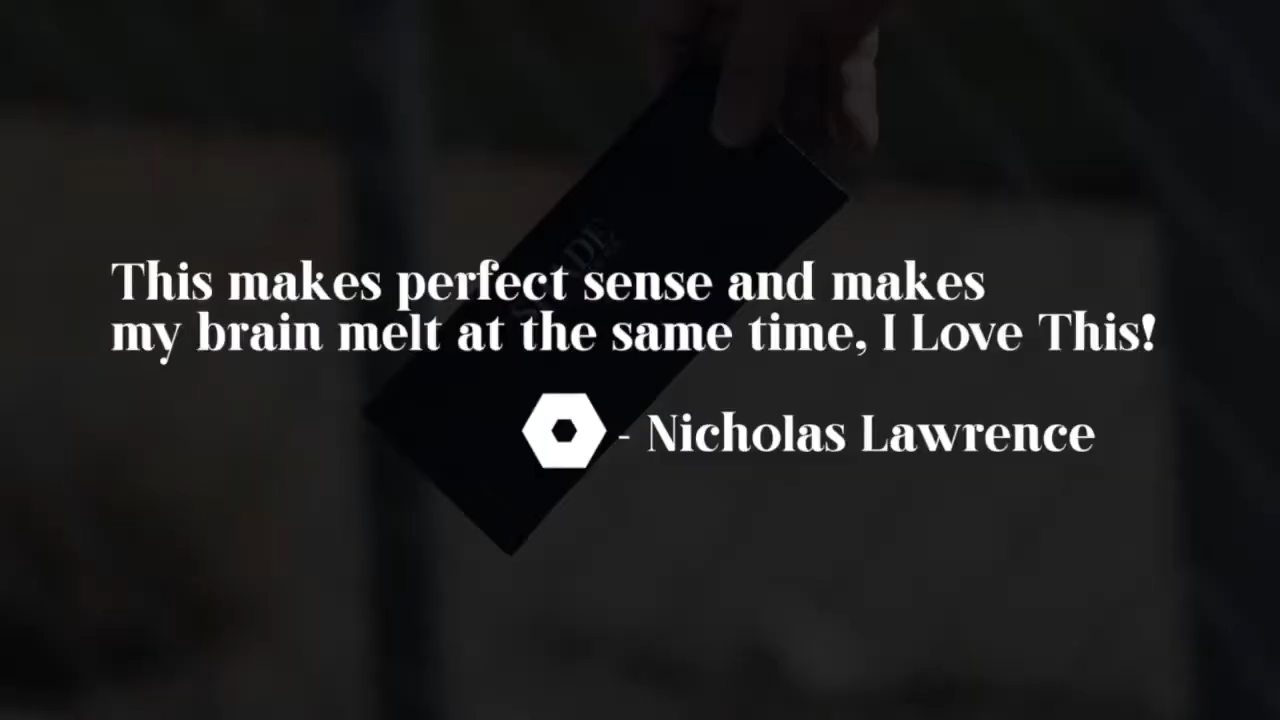 This makes perfect sense and makes
my brain melt at the same time, I Love This!
- Nicholas Lawrence